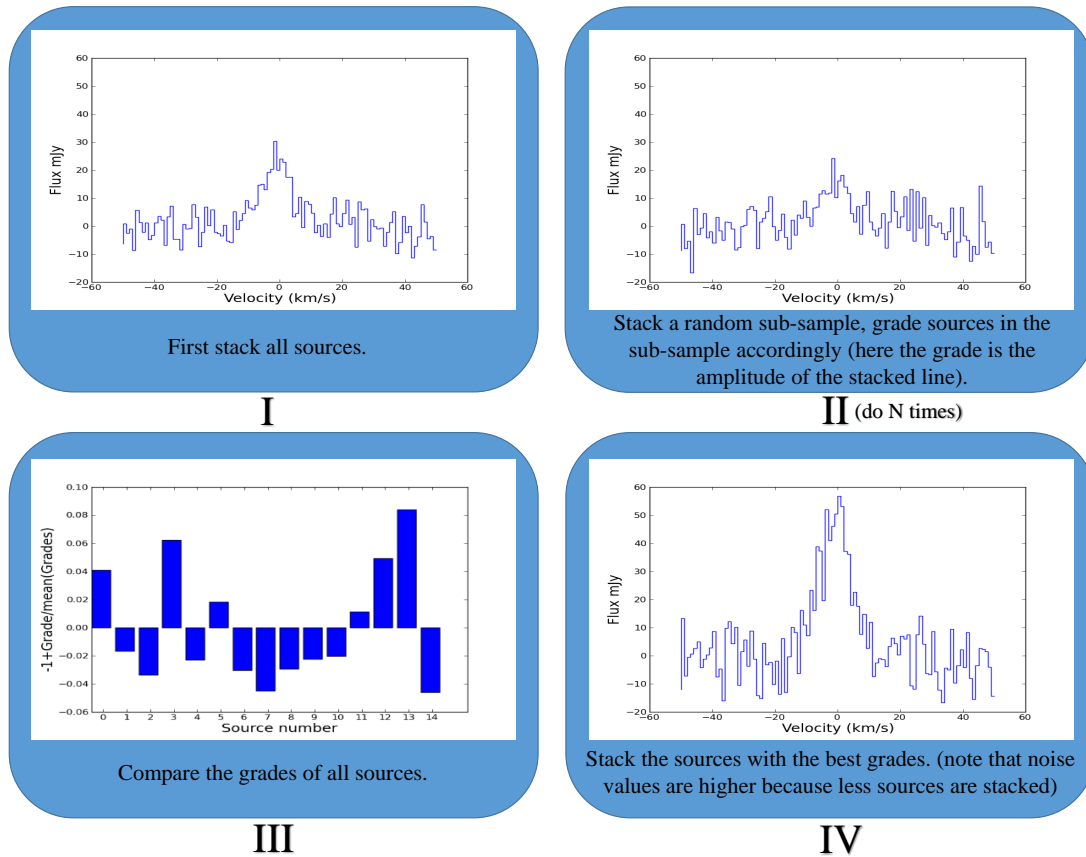 60
50
40
30
20
10
0
−10
−20
Flux mJy
−60
−40
−20
0
20
40
60
Velocity (km/s)
First stack all sources.
I
60
50
40
30
20
10
0
−10
−20
Flux mJy
−60
−40
−20
0
20
40
60
Velocity (km/s)
Stack a random sub-sample, grade sources in the
sub-sample accordingly (here the grade is the
amplitude of the stacked line).
II (do N times)
0.10
0.08
0.06
0.04
0.02
0.00
−0.02
−0.04
−0.06
-1+Grade/mean(Grades)
0 1 2 3 4 5 6 7 8 9 10 11 12 13 14
Source number
Compare the grades of all sources.
III
60
50
40
30
20
10
0
−10
−20
Flux mJy
−60
−40
−20
0
20
40
60
Velocity (km/s)
Stack the sources with the best grades. (note that noise
values are higher because less sources are stacked)
IV